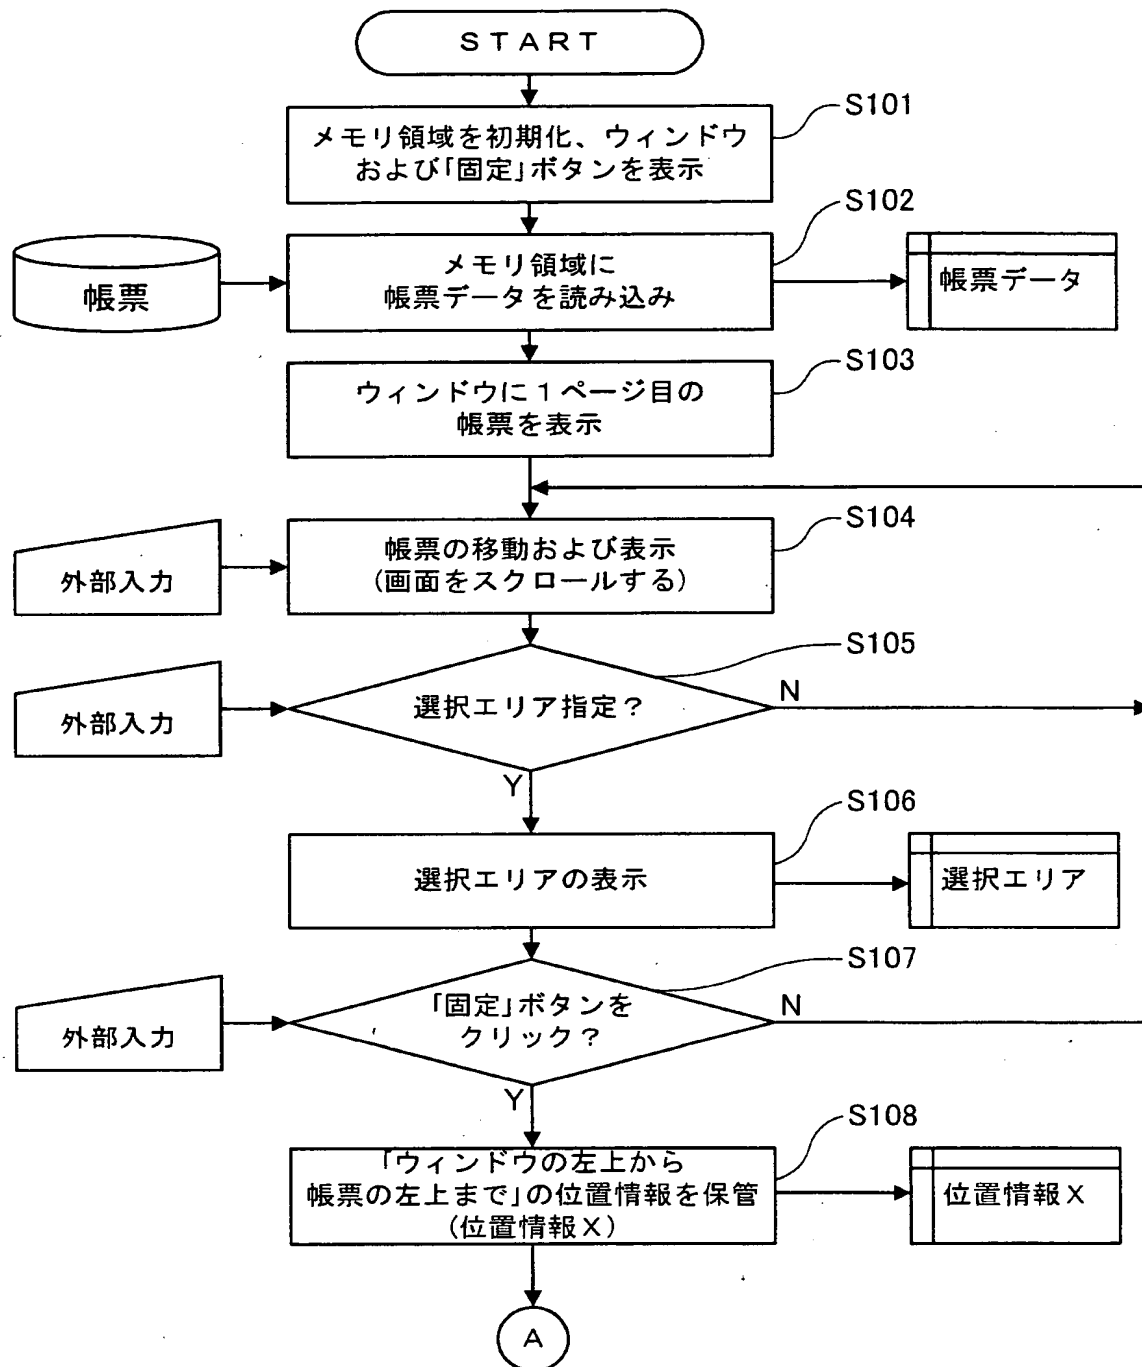 START
S101
メモリ領域を初期化、ウィンドウ
および「固定」ボタンを表示
S102
帳票
メモリ領域に
帳票データを読み込み
帳票データ
S103
ウィンドウに1ページ目の
帳票を表示
S104
外部入力
帳票の移動および表示
(画面をスクロールする)
S105
外部入力
選択エリア指定?
N
Y
S106
選択エリアの表示
選択エリア
S107
外部入力
「固定」ボタンを
クリック?
N
Y
S108
「ウィンドウの左上から
帳票の左上まで」の位置情報を保管
(位置情報X)
位置情報X
A